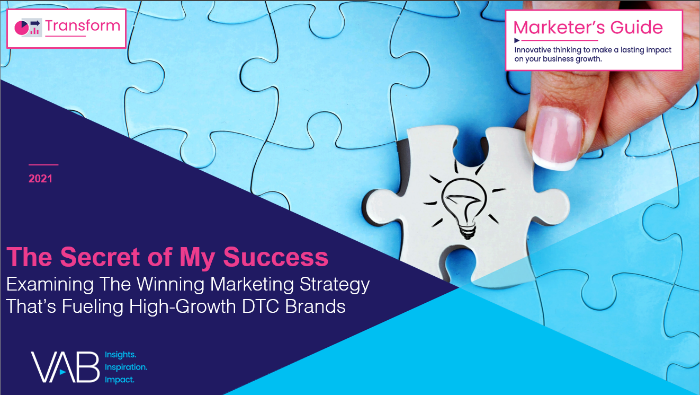 Transform
Marketer's Guide
Innovative thinking to make a lasting impact
on your business growth.
2021
The Secret of My Success
Examining The Winning Marketing Strategy
That's Fueling High-Growth DTC Brands
VAB
Insights.
Inspiration.
Impact.